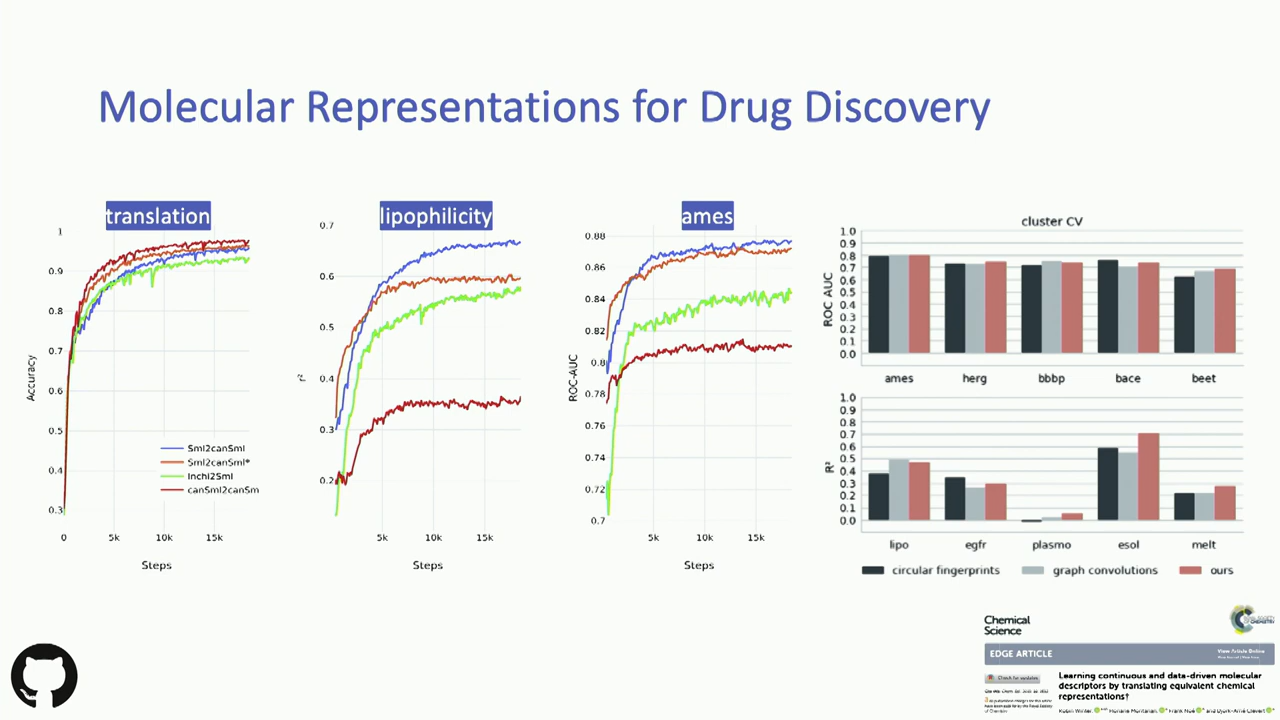 Molecular Representations for Drug Discovery
translation
1
0.9
0.8
0.7
0.6
0.5
0.4
0.3
Accuracy
0
5k
10k
15k
Steps
Sml2canSml
Sml2canSml*
Inchi2Sml
canSml2canSm
lipophilicity
0.7
0.6
0.5
0.4
0.3
0.2
r²
5k
10k
15k
Steps
ames
0.88
0.86
0.84
0.82
0.8
0.78
0.76
0.74
0.72
0.7
ROC-AUC
5k
10k
15k
Steps
cluster CV
1.0
0.9
0.8
0.7
0.6
0.5
0.4
0.3
0.2
0.1
0.0
ROC AUC
ames
herg
bbbp
bace
beet
1.0
0.9
0.8
0.7
0.6
0.5
0.4
0.3
0.2
0.1
0.0
R²
lipo
egfr
plasmo
esol
melt
circular fingerprints
graph convolutions
ours
Chemical
Science
EDGE ARTICLE
View Article Online
Check for updates
Learning continuous and data-driven molecular
descriptors by translating equivalent chemical
representations†